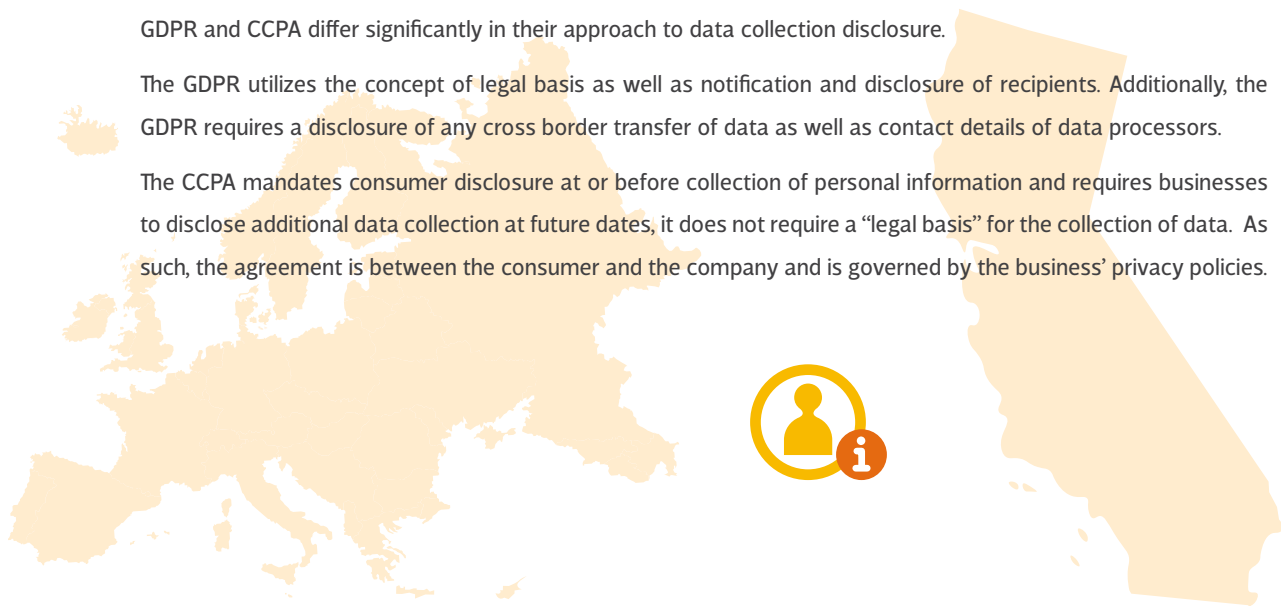 GDPR and CCPA differ significantly in their approach to data collection disclosure.
The GDPR utilizes the concept of legal basis as well as notification and disclosure of recipients. Additionally, the
GDPR requires a disclosure of any cross border transfer of data as well as contact details of data processors.
The CCPA mandates consumer disclosure at or before collection of personal information and requires businesses
to disclose additional data collection at future dates, it does not require a “legal basis” for the collection of data.  As
such, the agreement is between the consumer and the company and is governed by the business’ privacy policies.
i